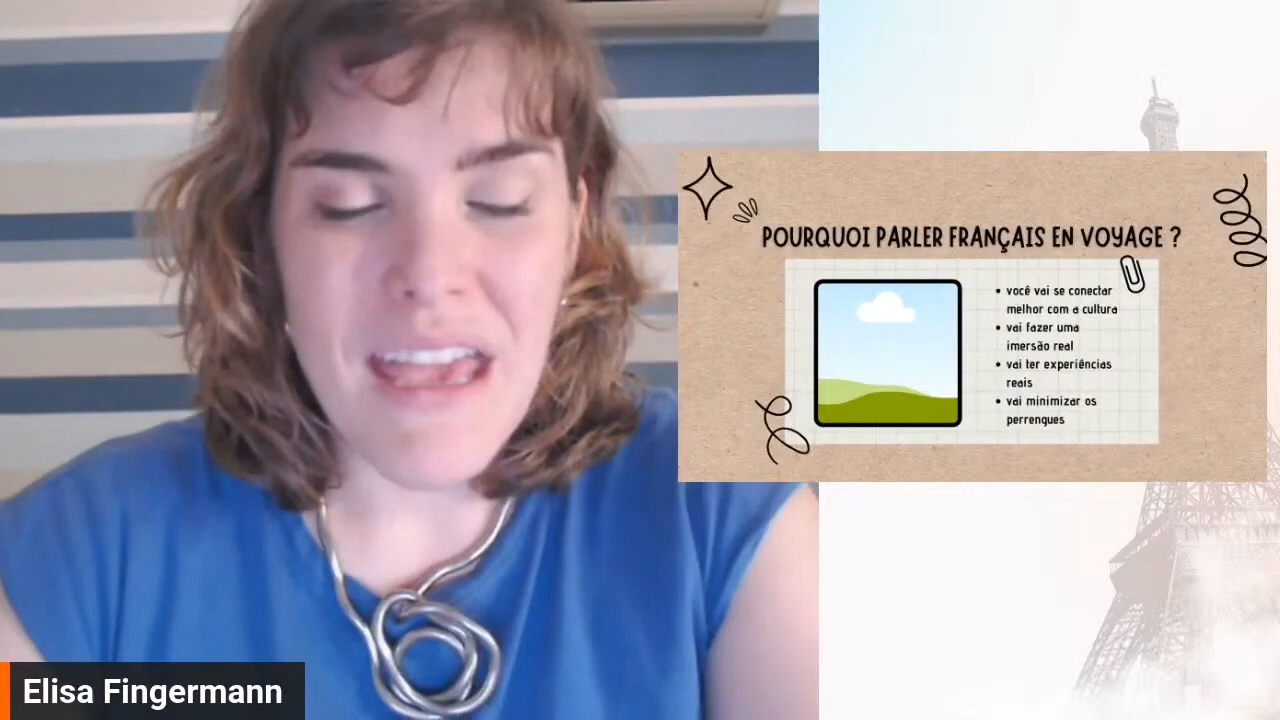 POURQUOI PARLER FRANÇAIS EN VOYAGE ?
• você vai se conectar
melhor com a cultura
• vai fazer uma
imersão real
• vai ter experiências
reais
• vai minimizar os
perrengues
Elisa Fingermann